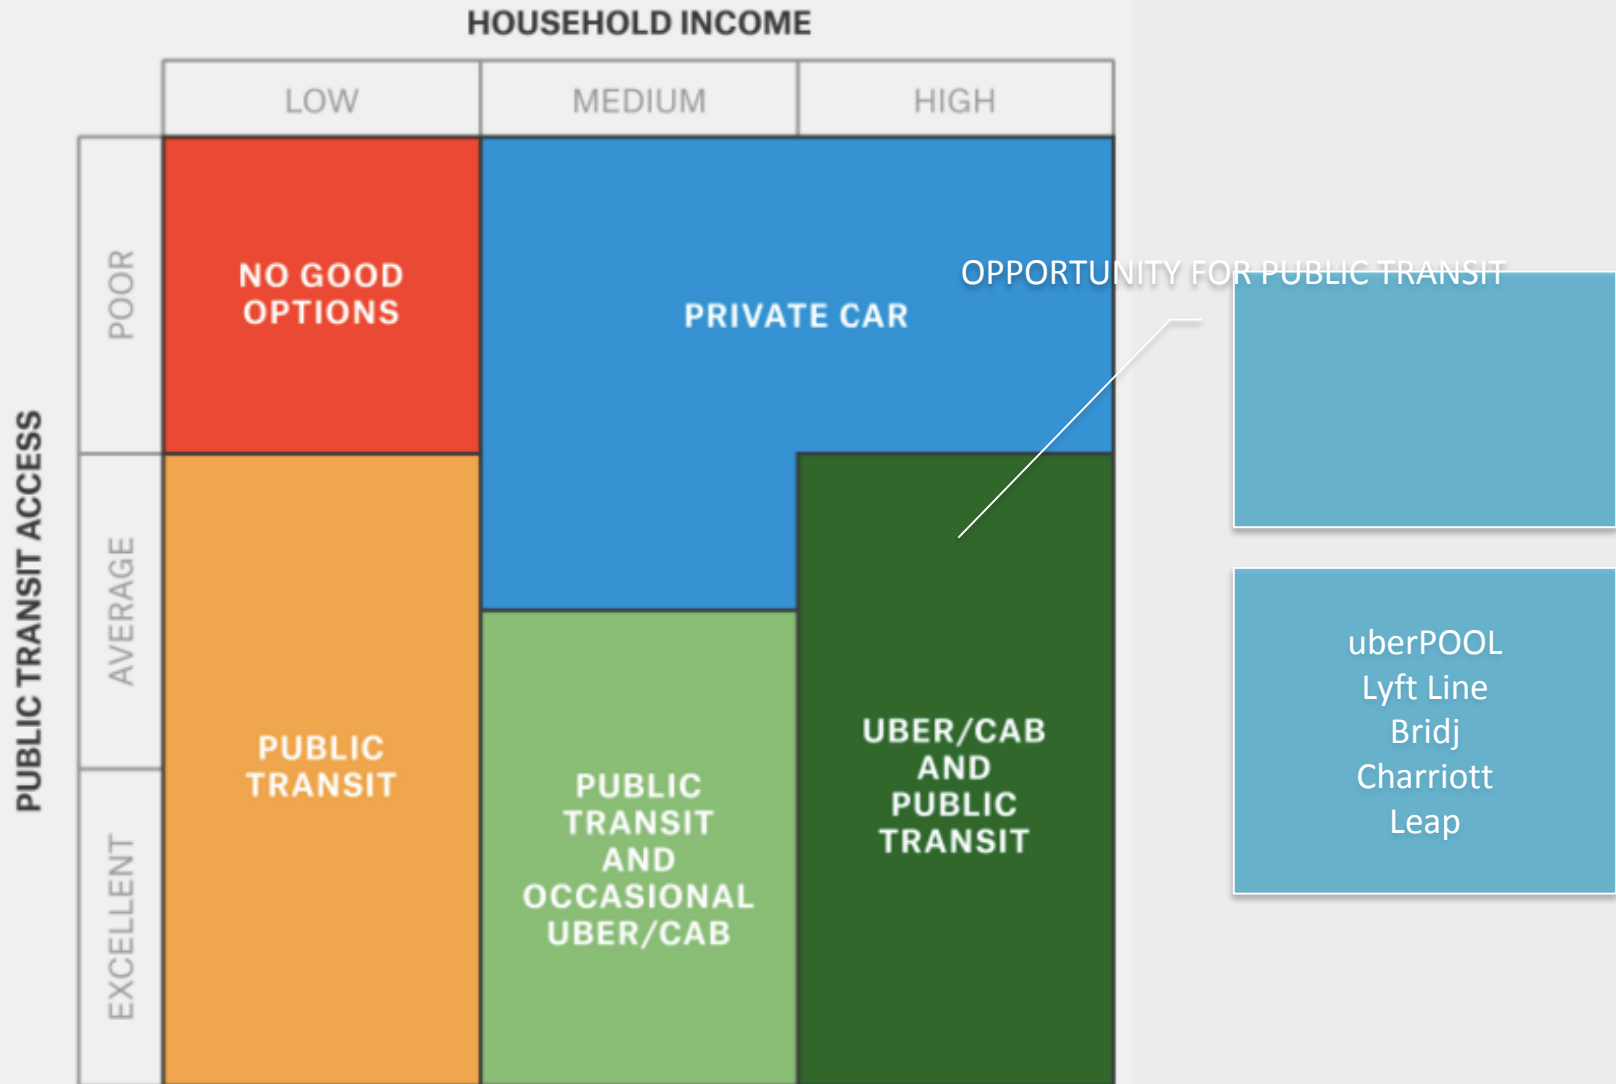 HOUSEHOLD INCOME
LOW
MEDIUM
HIGH
PUBLIC TRANSIT ACCESS
POOR
AVERAGE
EXCELLENT
NO GOOD
OPTIONS
PRIVATE CAR
OPPORTUNITY FOR PUBLIC TRANSIT
PUBLIC
TRANSIT
PUBLIC
TRANSIT
AND
OCCASIONAL
UBER/CAB
UBER/CAB
AND
PUBLIC
TRANSIT
uberPOOL
Lyft Line
Bridj
Charriott
Leap